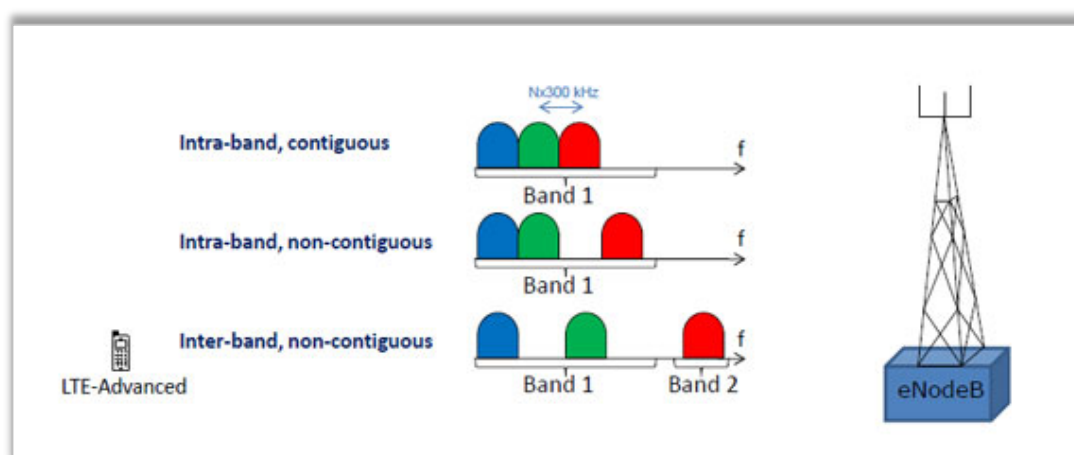 Nx300 kHz
Intra-band, contiguous
f
Band 1
Intra-band, non-contiguous
f
Band 1
Inter-band, non-contiguous
f
LTE-Advanced
Band 1
Band 2
eNodeB